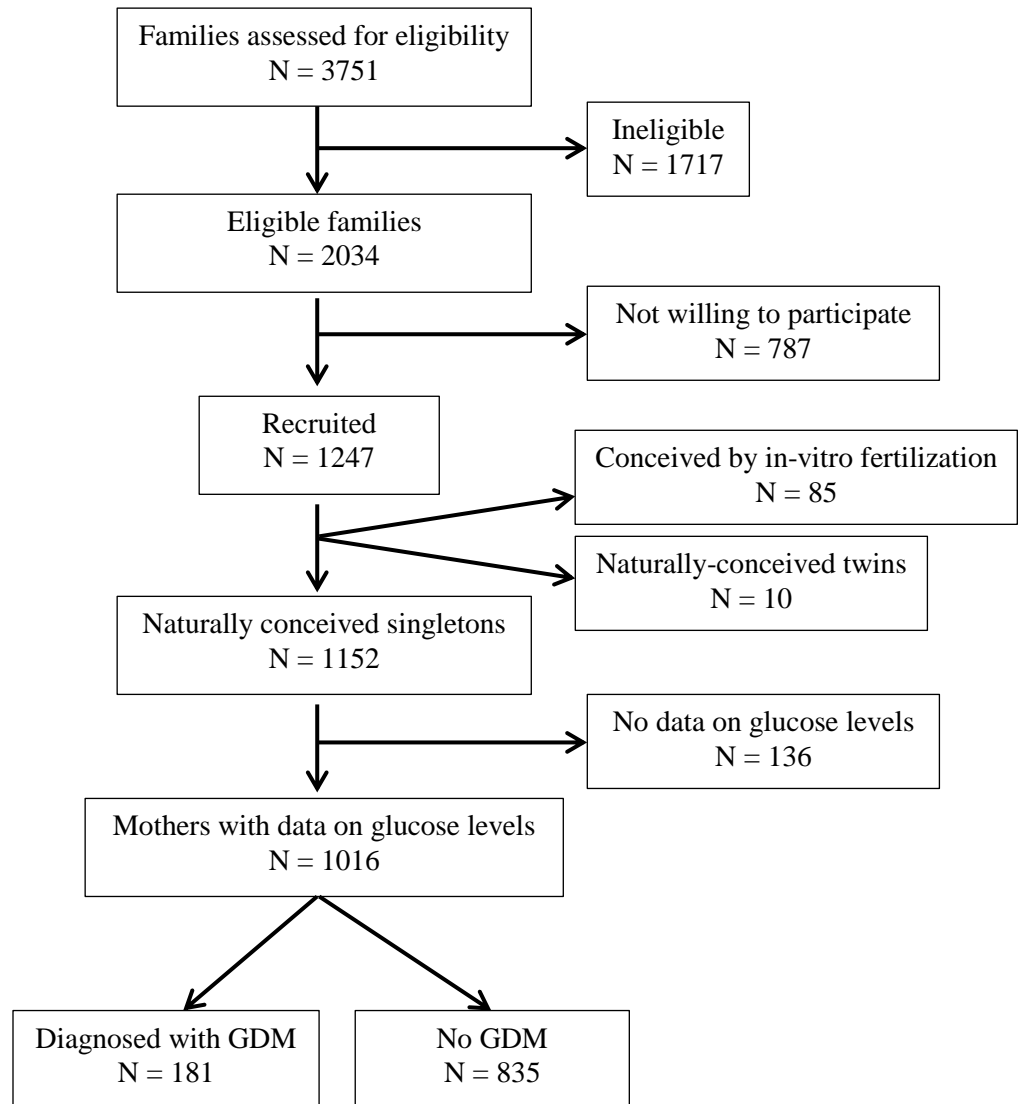 Families assessed for eligibility
N = 3751
Ineligible
N = 1717
Eligible families
N = 2034
Not willing to participate
N = 787
Recruited
N = 1247
Conceived by in-vitro fertilization
N = 85
Naturally-conceived twins
N = 10
Naturally conceived singletons
N = 1152
No data on glucose levels
N = 136
Mothers with data on glucose levels
N = 1016
Diagnosed with GDM
N = 181
No GDM
N = 835